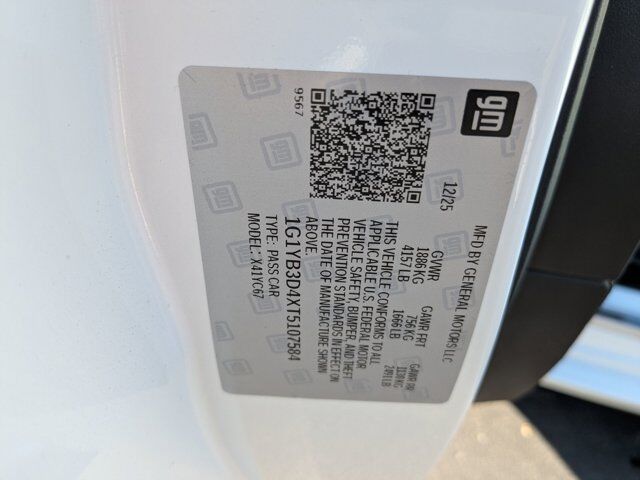 gm
MFD BY GENERAL MOTORS LLC
12/25
GVWR GAWR FRT GAWR RR
1886 KG 756 KG 1130 KG
4157 LB 1666 LB 2491 LB
THIS VEHICLE CONFORMS TO ALL
APPLICABLE U.S. FEDERAL MOTOR
VEHICLE SAFETY, BUMPER, AND THEFT
PREVENTION STANDARDS IN EFFECT ON
THE DATE OF MANUFACTURE SHOWN
ABOVE.
9567
1G1YB3D4XT5107584
TYPE: PASS CAR
MODEL: X41YC67